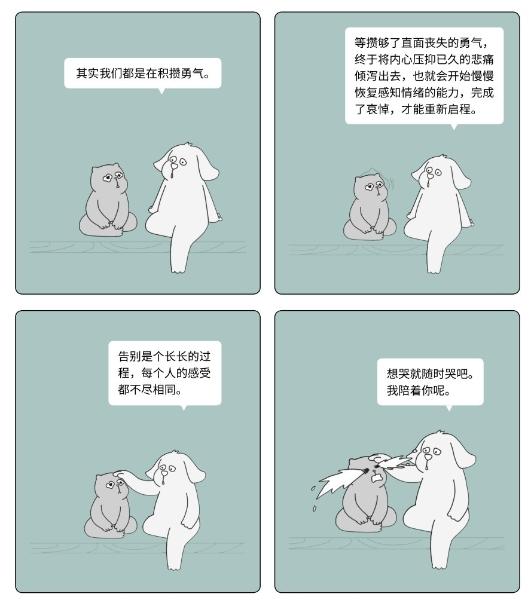 其实我们都是在积攒勇气。
等攒够了直面丧失的勇气，
终于将内心压抑已久的悲痛
倾泻出去，也就会开始慢慢
恢复感知情绪的能力，完成
了哀悼，才能重新启程。
告别是个长长的过
程，每个人的感受
都不尽相同。
想哭就随时哭吧。
我陪着你呢。